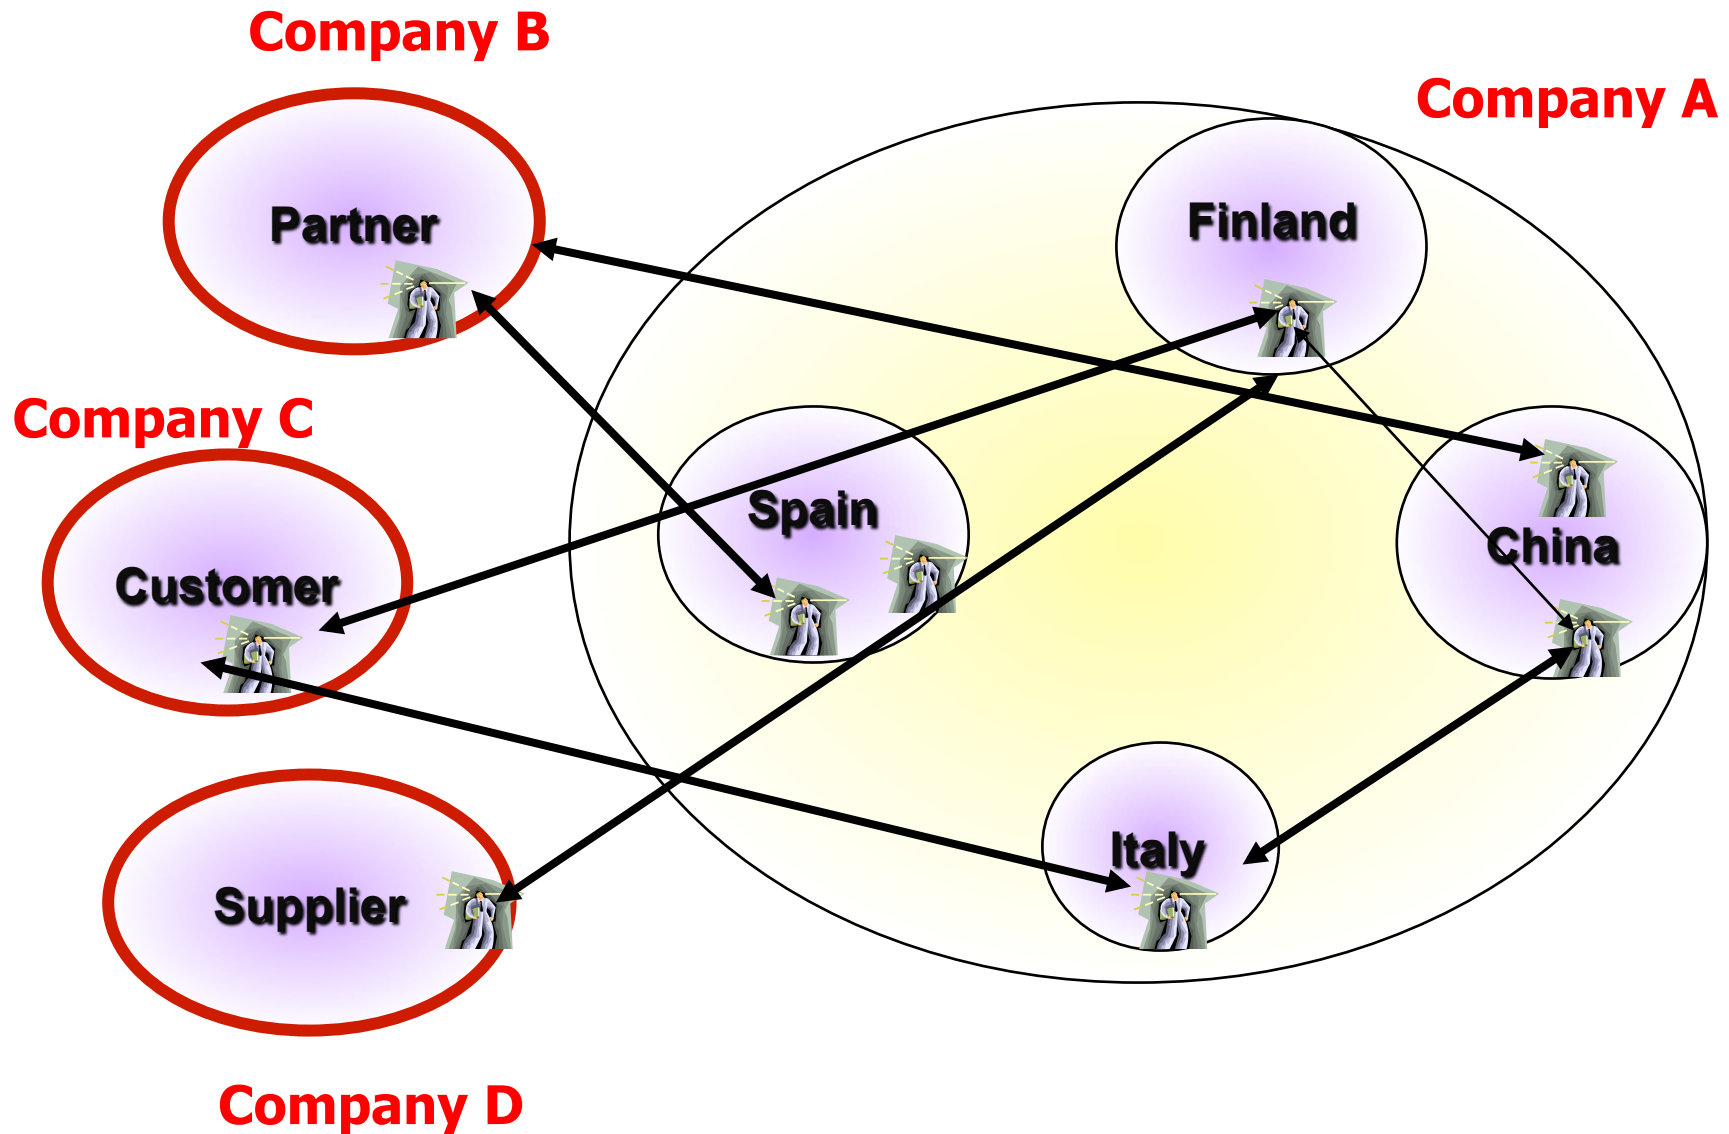 Company B
Company A
Partner
Finland
Company C
Spain
China
Customer
Italy
Supplier
Company D